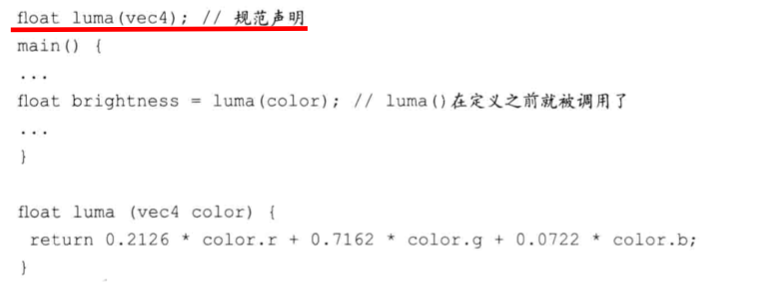 float luma(vec4); // 规范声明
main() {
...
float brightness = luma(color); // luma()在定义之前就被调用了
...
}
float luma (vec4 color) {
return 0.2126 * color.r + 0.7162 * color.g + 0.0722 * color.b;
}